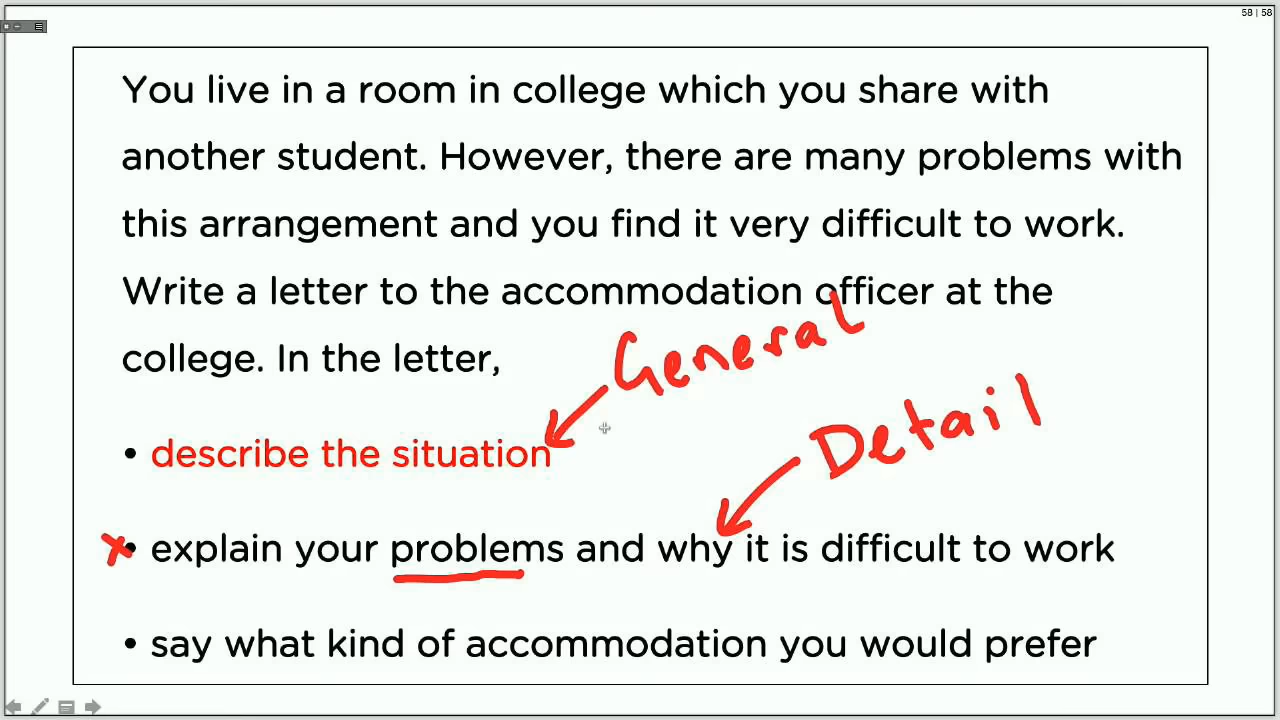 58 | 58
You live in a room in college which you share with
another student. However, there are many problems with
this arrangement and you find it very difficult to work.
Write a letter to the accommodation officer at the
college. In the letter,
General
• describe the situation
Detail
• explain your problems and why it is difficult to work
• say what kind of accommodation you would prefer